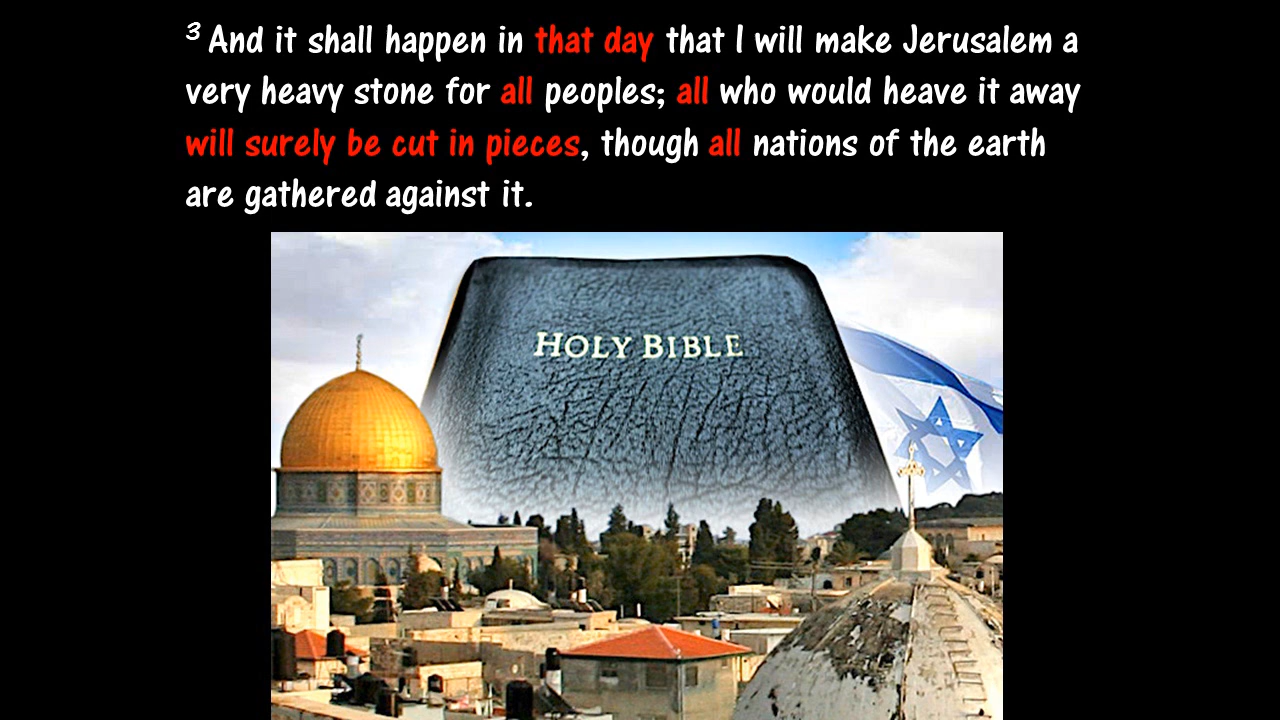 3 And it shall happen in that day that I will make Jerusalem a
very heavy stone for all peoples; all who would heave it away
will surely be cut in pieces, though all nations of the earth
are gathered against it.
HOLY BIBLE